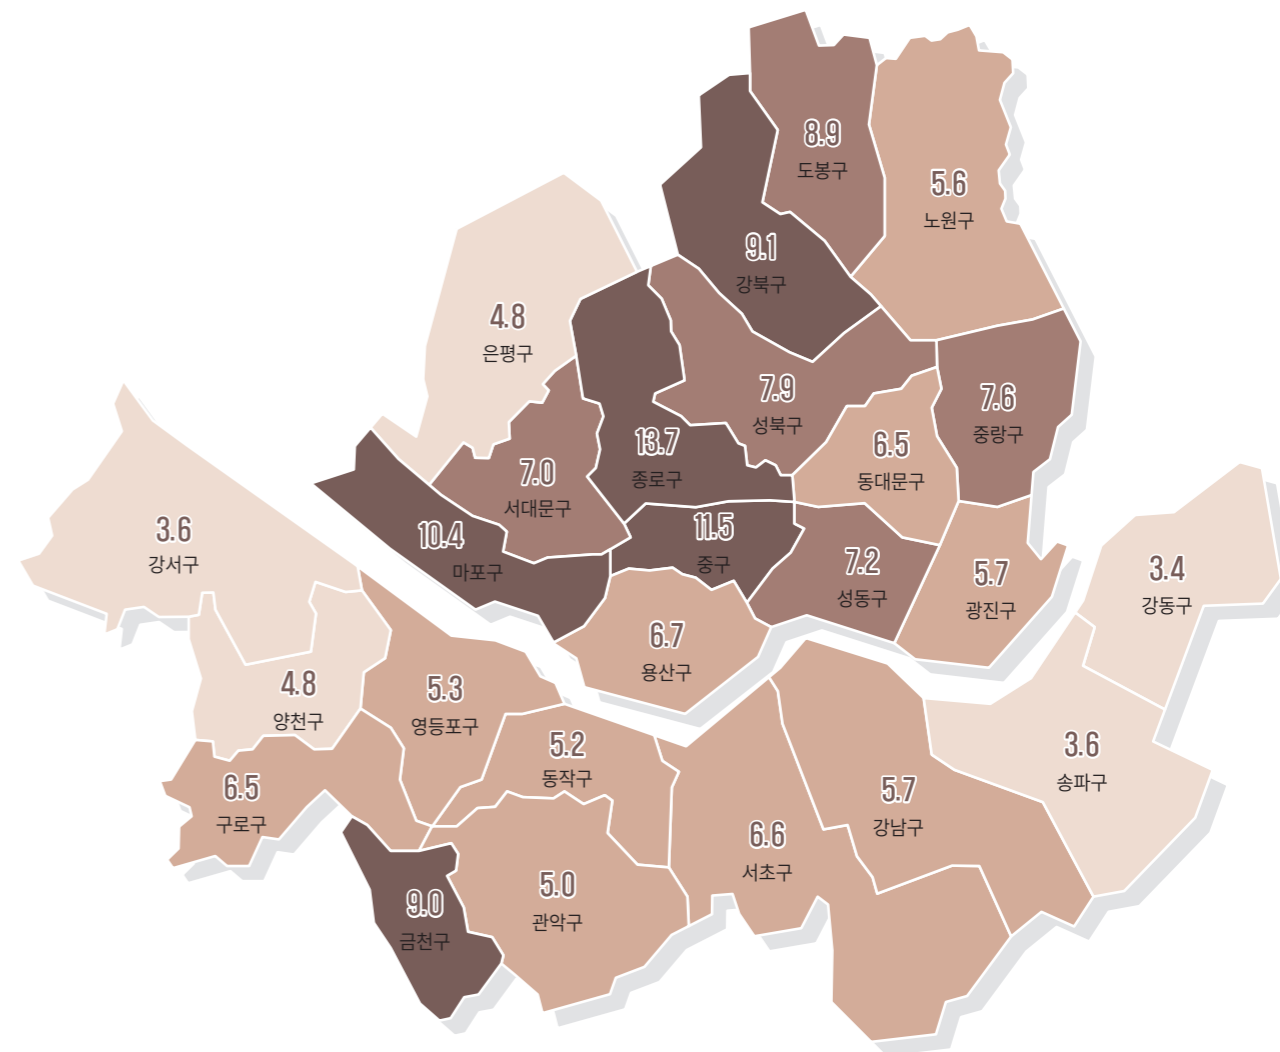 8.9
도봉구
5.6
노원구
9.1
강북구
4.8
은평구
7.9
성북구
7.6
중랑구
13.7
종로구
6.5
동대문구
7.0
서대문구
10.4
마포구
11.5
중구
3.6
강서구
7.2
성동구
5.7
광진구
3.4
강동구
6.7
용산구
4.8
양천구
5.3
영등포구
5.2
동작구
3.6
송파구
6.5
구로구
5.7
강남구
6.6
서초구
9.0
금천구
5.0
관악구